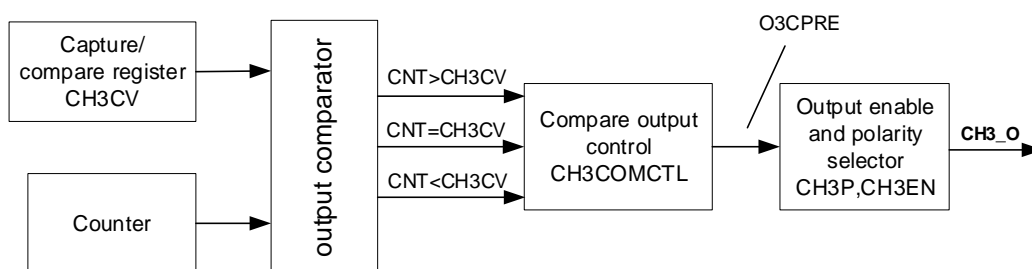 Capture/
compare register
CH3CV
Counter
output comparator
CNT>CH3CV
CNT=CH3CV
CNT<CH3CV
Compare output
control
CH3COMCTL
O3CPRE
Output enable
and polarity
selector
CH3P,CH3EN
CH3_O